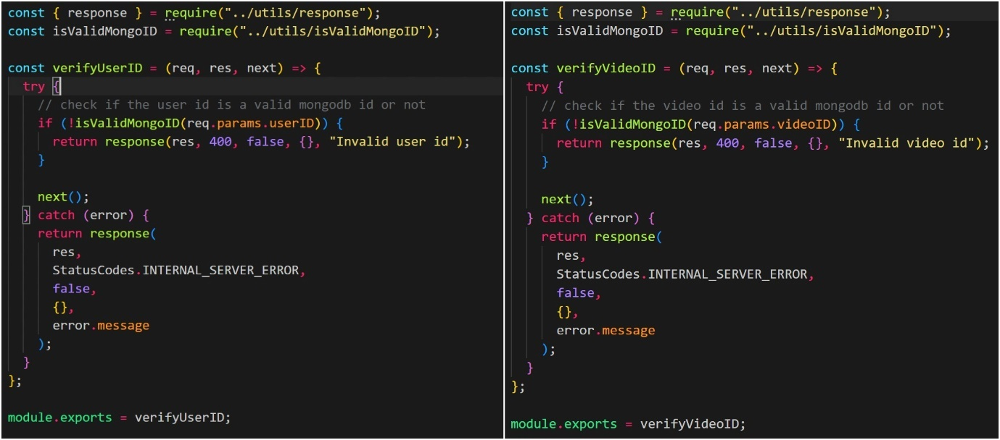 const { response } = require("../utils/response");
const isValidMongoID = require("../utils/isValidMongoID");

const verifyUserID = (req, res, next) => {
  try {
    // check if the user id is a valid mongodb id or not
    if (!isValidMongoID(req.params.userID)) {
      return response(res, 400, false, {}, "Invalid user id");
    }

    next();
  } catch (error) {
    return response(
      res,
      StatusCodes.INTERNAL_SERVER_ERROR,
      false,
      {},
      error.message
    );
  }
};

module.exports = verifyUserID;

const { response } = require("../utils/response");
const isValidMongoID = require("../utils/isValidMongoID");

const verifyVideoID = (req, res, next) => {
  try {
    // check if the video id is a valid mongodb id or not
    if (!isValidMongoID(req.params.videoID)) {
      return response(res, 400, false, {}, "Invalid video id");
    }

    next();
  } catch (error) {
    return response(
      res,
      StatusCodes.INTERNAL_SERVER_ERROR,
      false,
      {},
      error.message
    );
  }
};

module.exports = verifyVideoID;